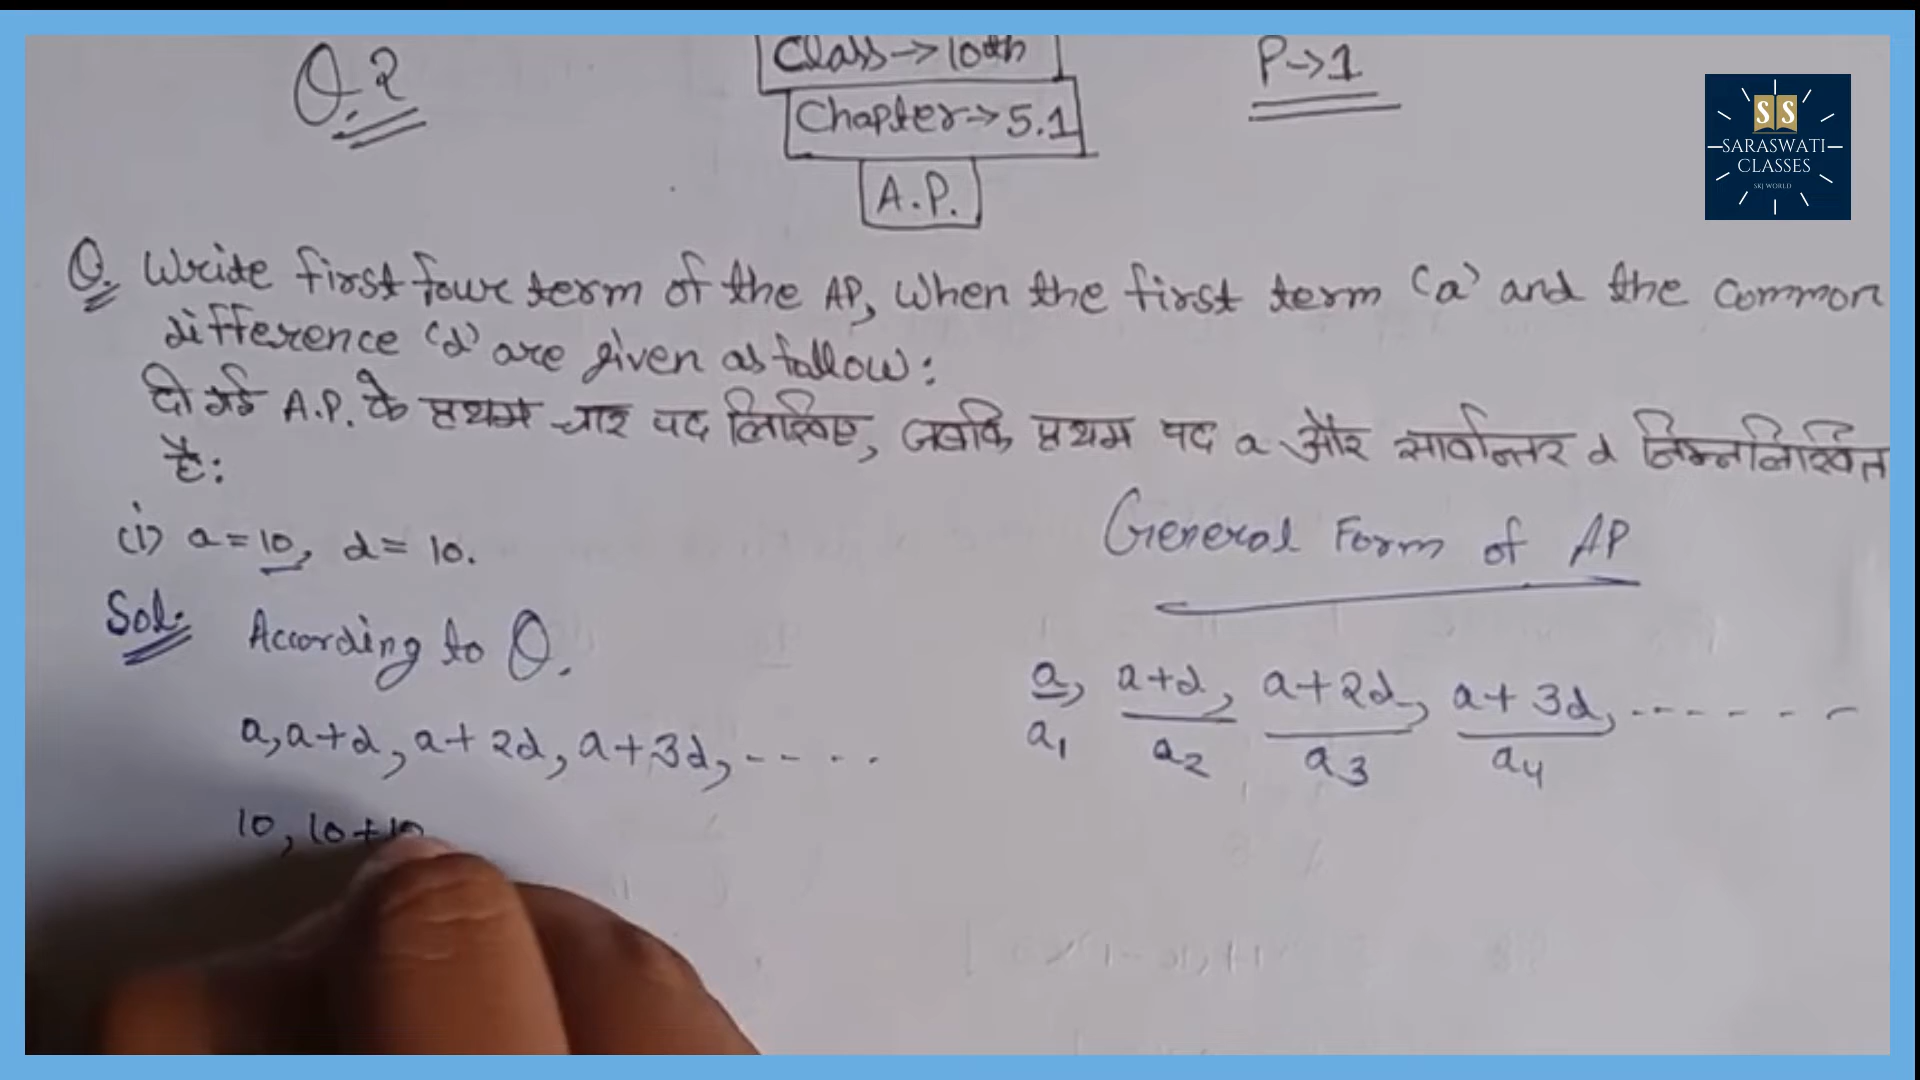 Q.2
Class→10th
P→1
Chapter→5.1
A.P.
SS
SARASWATI
CLASSES
SKJ WORLD
Q. Write first four term of the AP, When the first term 'a' and the common
difference 'd' are given as follow:
दी गई A.P. के प्रथम चार पद लिखिए, जबकि प्रथम पद a और सार्वान्तर d निम्नलिखित
है:
(i) a = 10, d = 10.
General Form of AP
Sol. According to Q.
a, a+d, a+2d, a+3d, ......
a, a+d, a+2d, a+3d, ----
a1 a2 a3 a4
10, 10+10